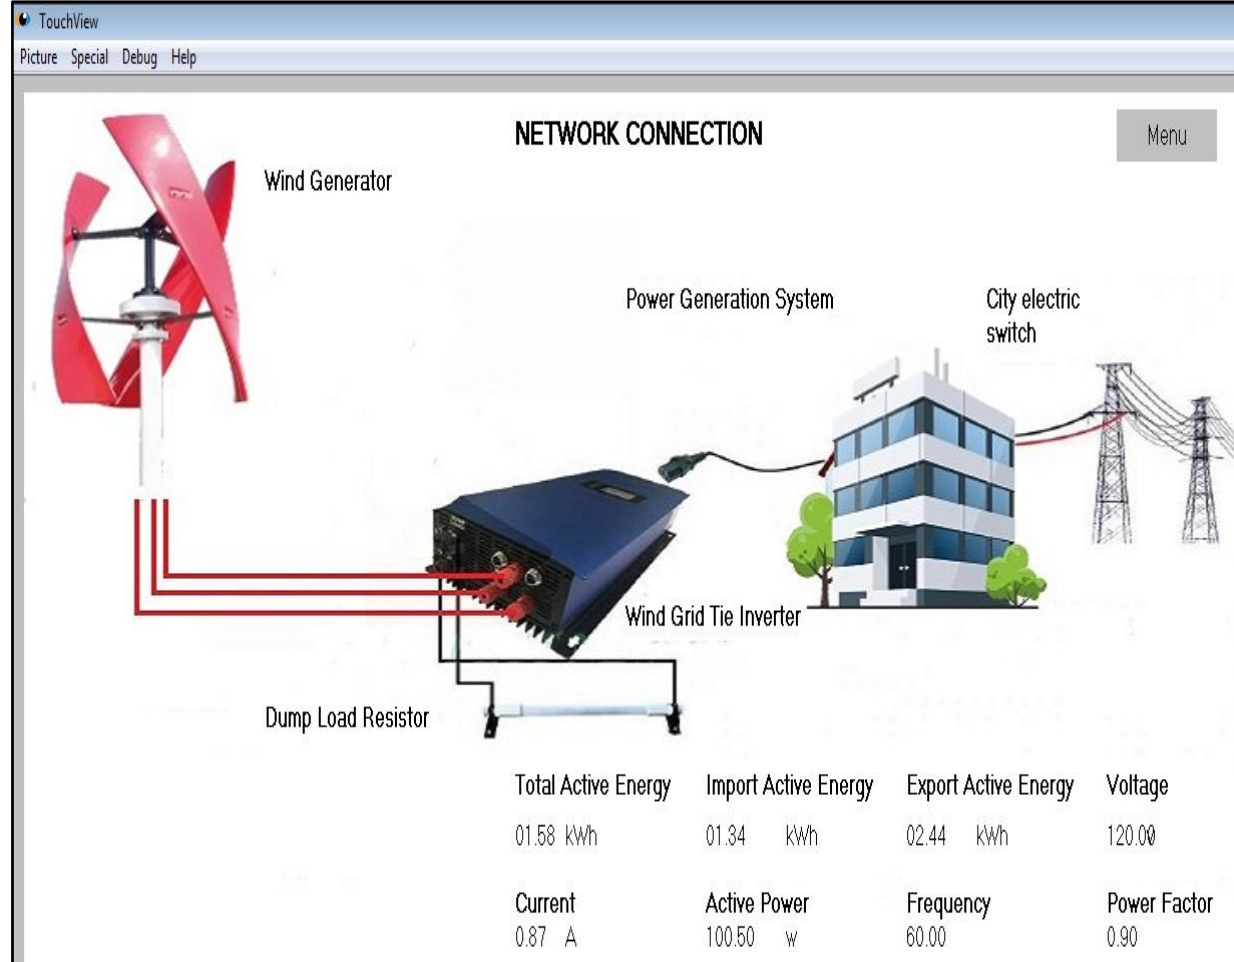 TouchView
Picture Special Debug Help
NETWORK CONNECTION
Menu
Wind Generator
Power Generation System
City electric
switch
Wind Grid Tie Inverter
Dump Load Resistor
Total Active Energy Import Active Energy Export Active Energy Voltage
01.58 kWh 01.34 kWh 02.44 kWh 120.00
Current Active Power Frequency Power Factor
0.87 A 100.50 w 60.00 0.90